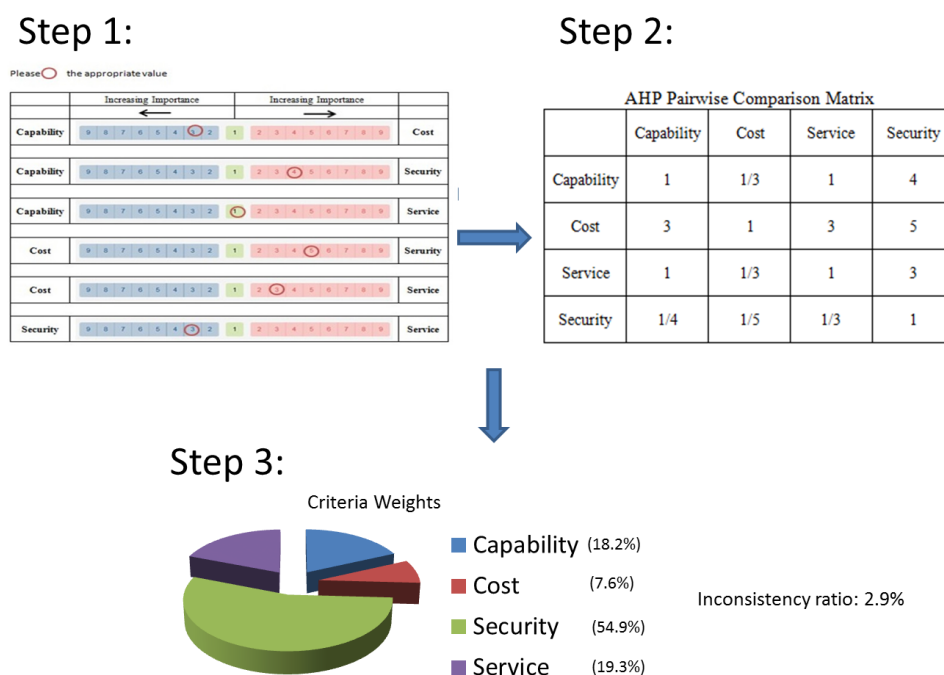 Step 1:
Please the appropriate value
Increasing Importance Increasing Importance
Capability 9 8 7 6 5 4 3 2 1 2 3 4 5 6 7 8 9 Cost
Capability 9 8 7 6 5 4 3 2 1 2 3 4 5 6 7 8 9 Security
Capability 9 8 7 6 5 4 3 2 1 2 3 4 5 6 7 8 9 Service
Cost 9 8 7 6 5 4 3 2 1 2 3 4 5 6 7 8 9 Serurity
Cost 9 8 7 6 5 4 3 2 1 2 3 4 5 6 7 8 9 Service
Security 9 8 7 6 5 4 3 2 1 2 3 4 5 6 7 8 9 Service
Step 2:
AHP Pairwise Comparison Matrix
Capability Cost Service Security
Capability 1 1/3 1 4
Cost 3 1 3 5
Service 1 1/3 1 3
Security 1/4 1/5 1/3 1
Step 3:
Criteria Weights
Capability (18.2%)
Cost (7.6%)
Security (54.9%)
Service (19.3%)
Inconsistency ratio: 2.9%